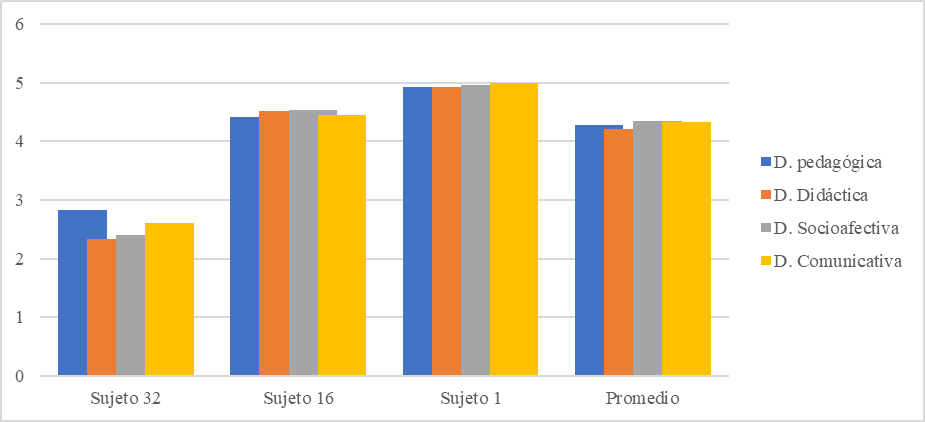 6
5
4
3
2
1
0
Sujeto 32
Sujeto 16
Sujeto 1
Promedio
D. pedagógica
D. Didáctica
D. Socioafectiva
D. Comunicativa